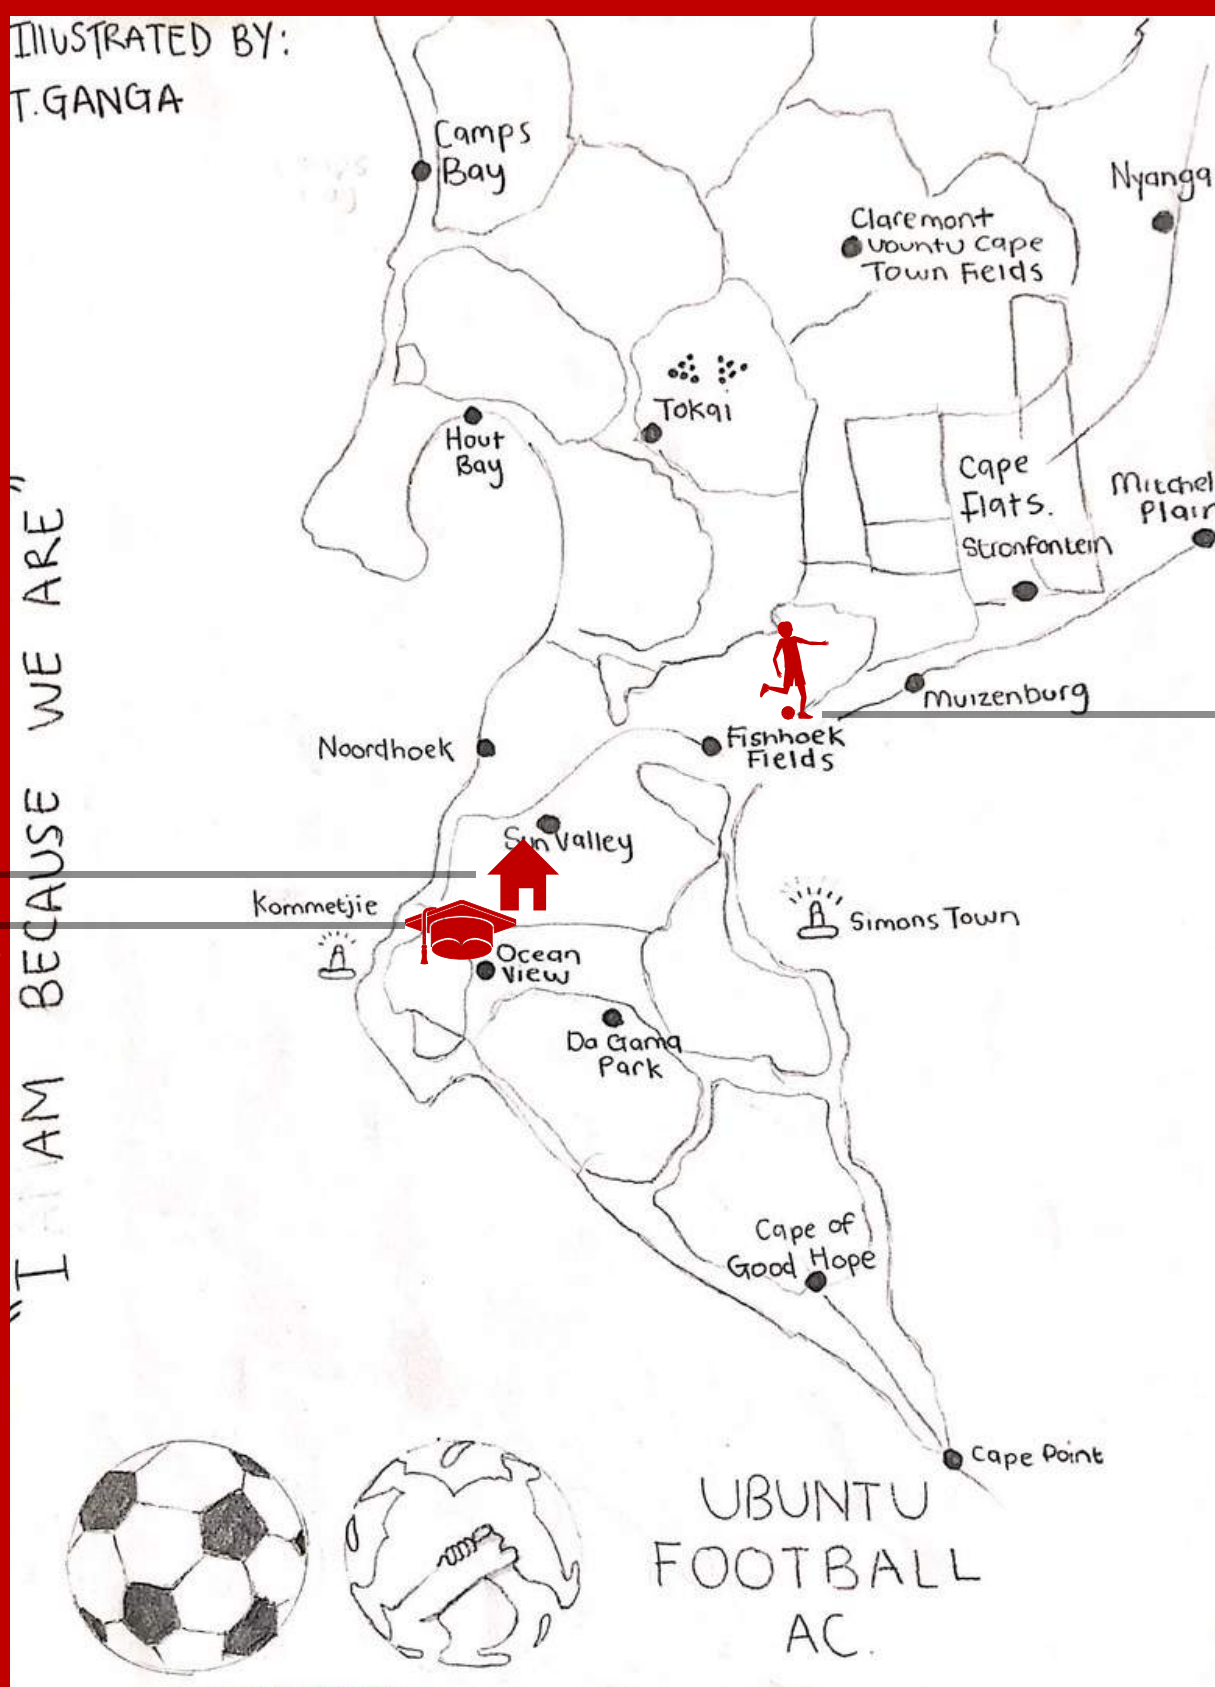 IllUSTRATED BY:
T.GANGA
Camps
Bay
Nyanga
Claremont
Ubuntu Cape
Town Fields
Tokai
Hout
Bay
Cape
Flats.
Mitchel
Plain
Stronfontein
Muizenburg
Noordhoek
Fishhoek
Fields
Sun Valley
Kommetjie
Simons Town
Ocean
View
Da Gama
Park
Cape of
Good Hope
Cape Point
"I AM BECAUSE WE ARE"
UBUNTU
FOOTBALL
AC.